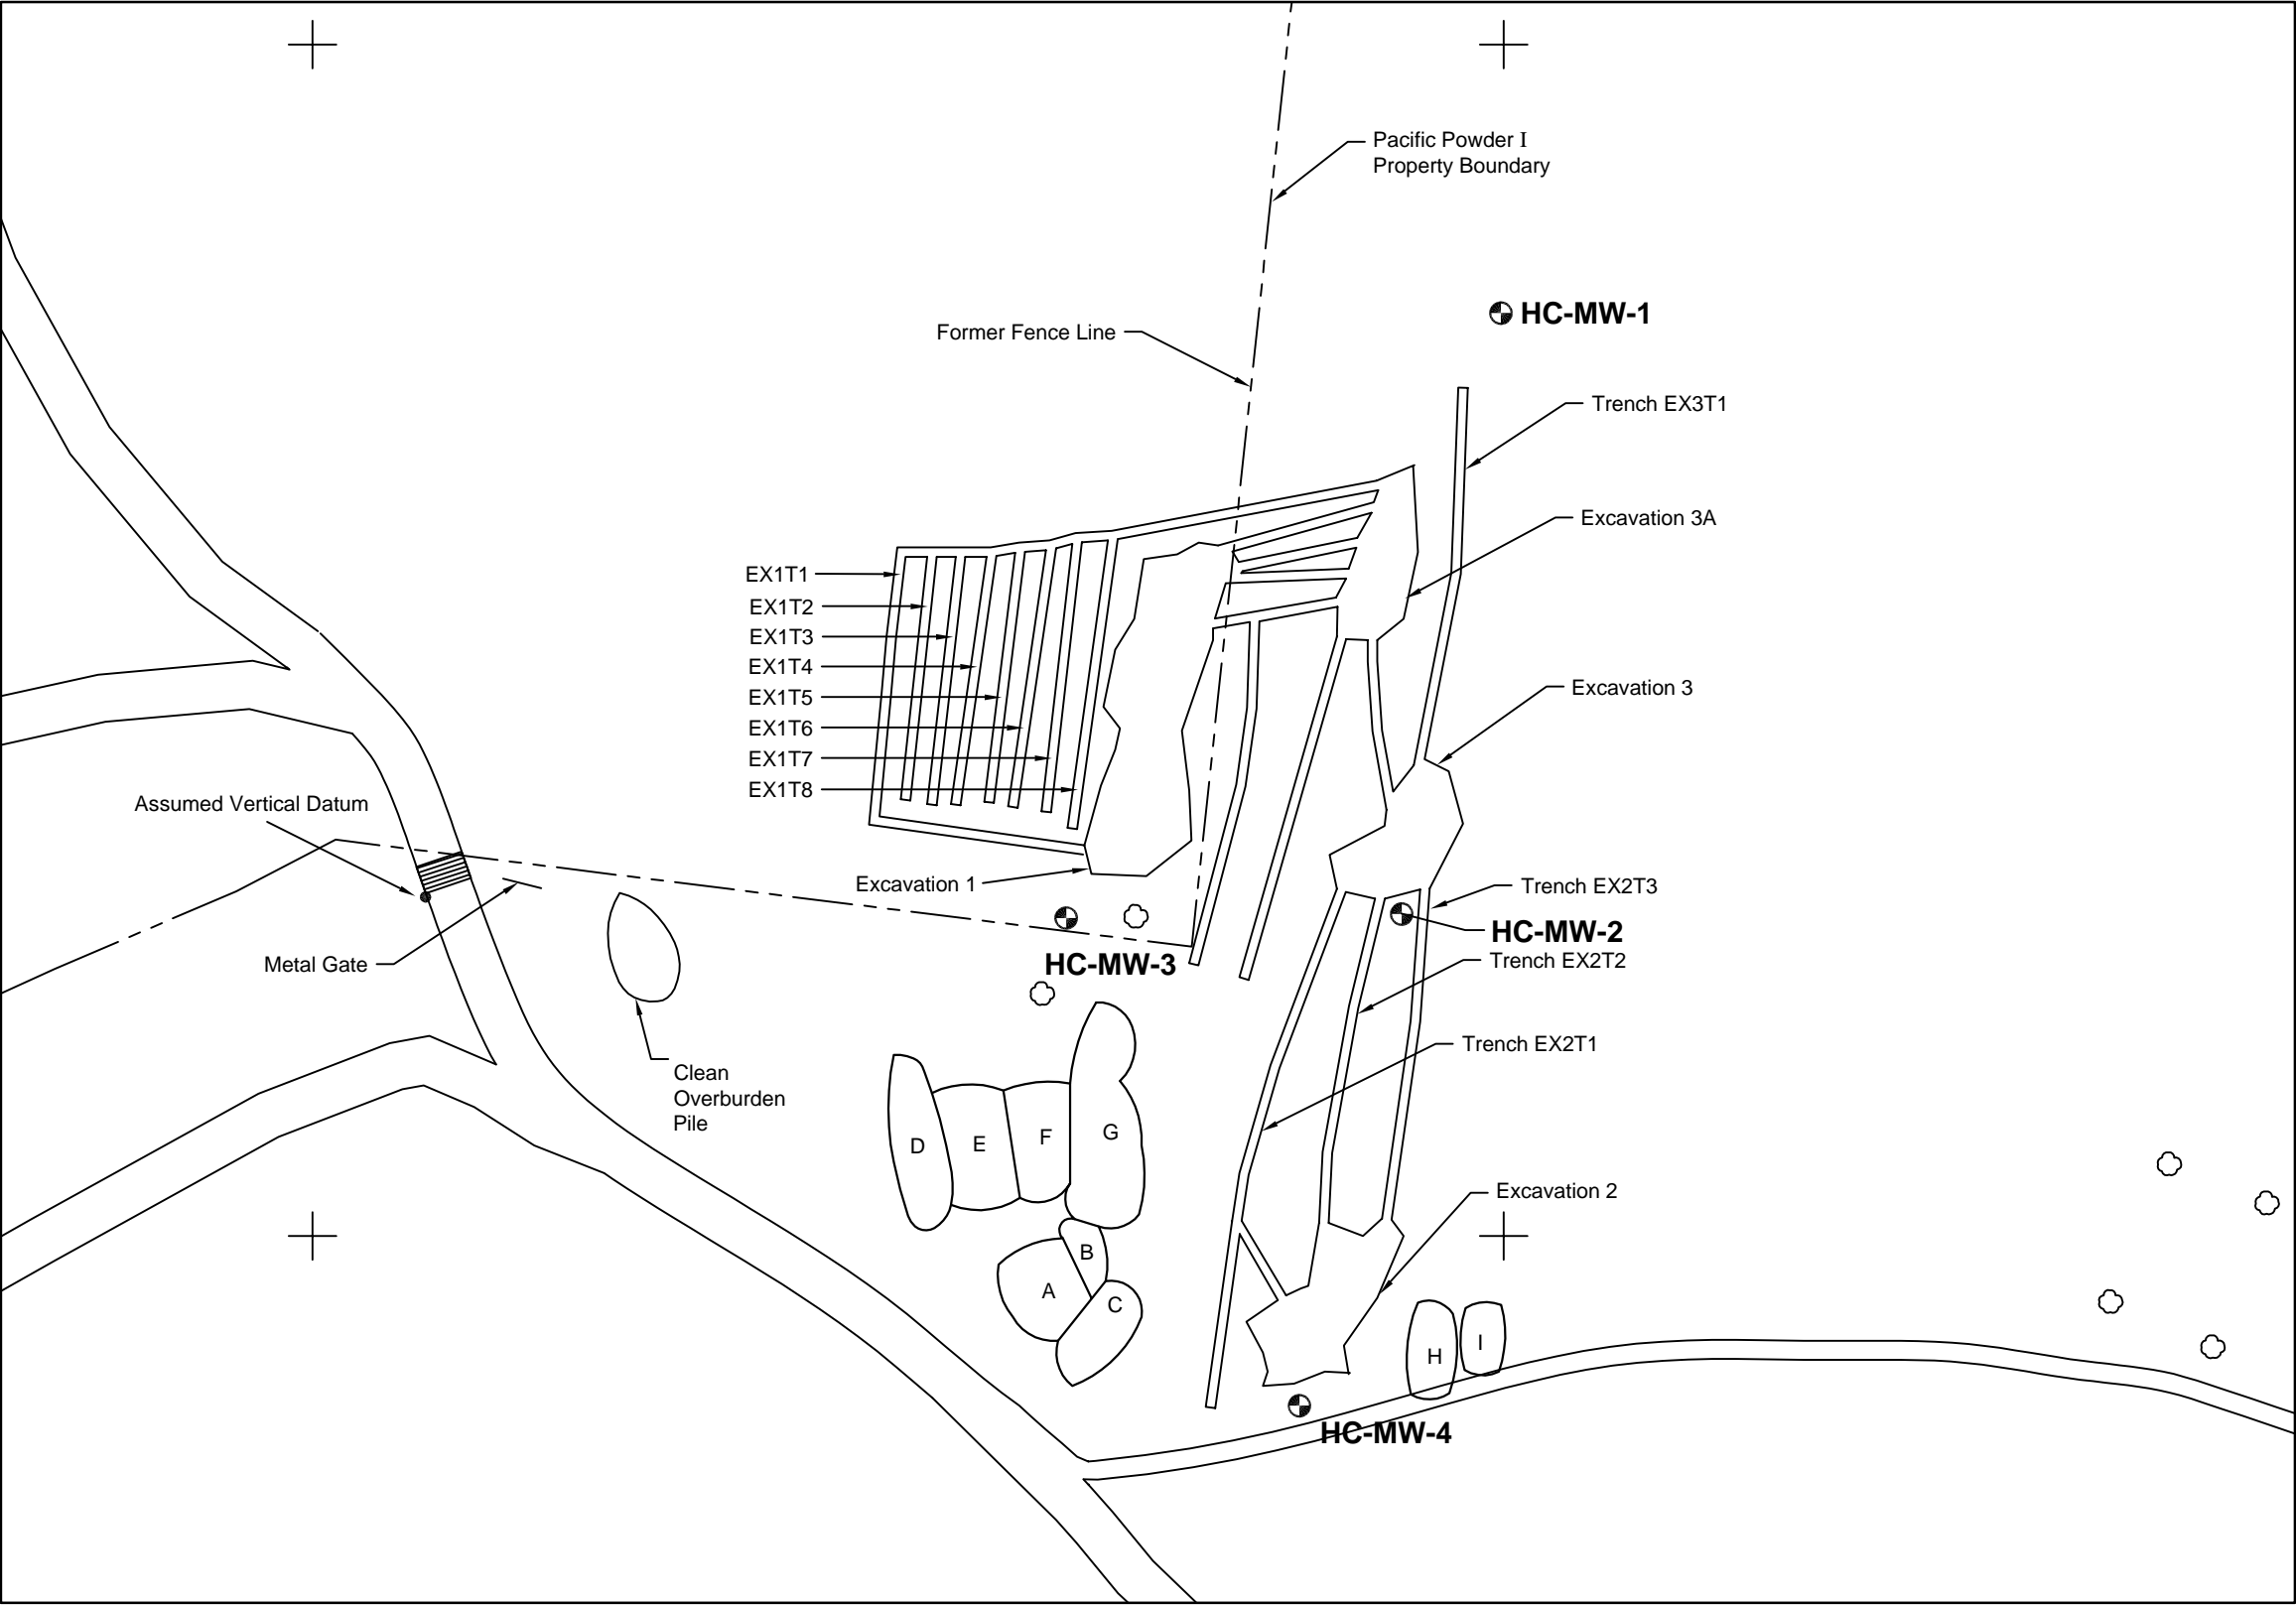 Pacific Powder I
Property Boundary
HC-MW-1
Former Fence Line
Trench EX3T1
Excavation 3A
EX1T1
EX1T2
EX1T3
EX1T4
EX1T5
EX1T6
EX1T7
EX1T8
Excavation 3
Assumed Vertical Datum
Excavation 1
Trench EX2T3
HC-MW-2
Trench EX2T2
Metal Gate
HC-MW-3
Trench EX2T1
Clean
Overburden
Pile
D
E
F
G
Excavation 2
B
A
C
H
I
HC-MW-4